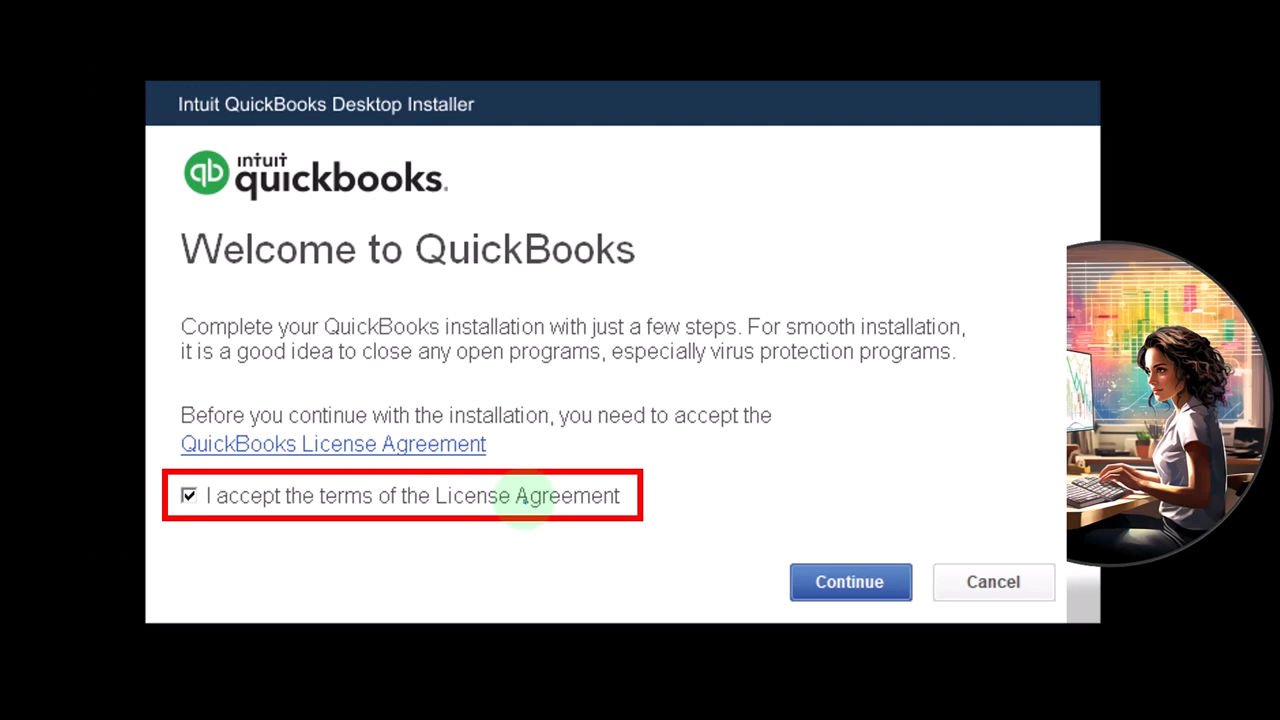 Intuit QuickBooks Desktop Installer
qb intuit quickbooks.
Welcome to QuickBooks
Complete your QuickBooks installation with just a few steps. For smooth installation,
it is a good idea to close any open programs, especially virus protection programs.
Before you continue with the installation, you need to accept the
QuickBooks License Agreement
I accept the terms of the License Agreement
Continue Cancel